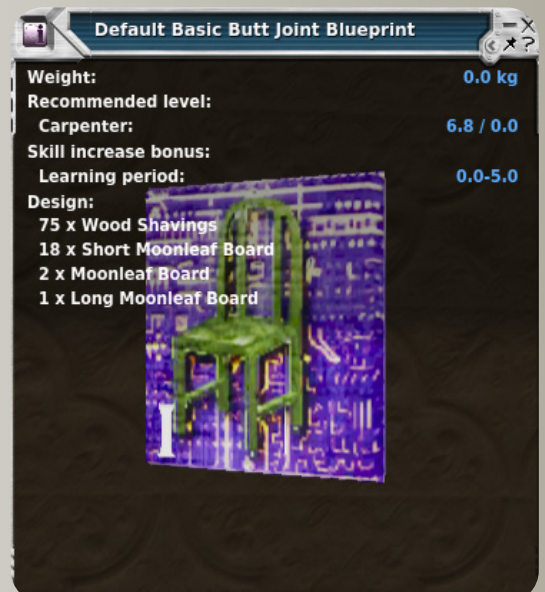 Default Basic Butt Joint Blueprint
Weight: 0.0 kg
Recommended level:
Carpenter: 6.8 / 0.0
Skill increase bonus:
Learning period: 0.0-5.0
Design:
75 x Wood Shavings
18 x Short Moonleaf Board
2 x Moonleaf Board
1 x Long Moonleaf Board
I